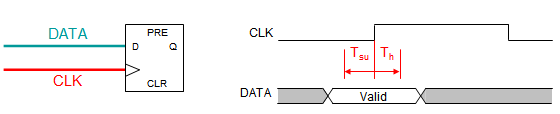 DATA
PRE
D Q
CLK
CLR
CLK
Tsu Th
DATA
Valid